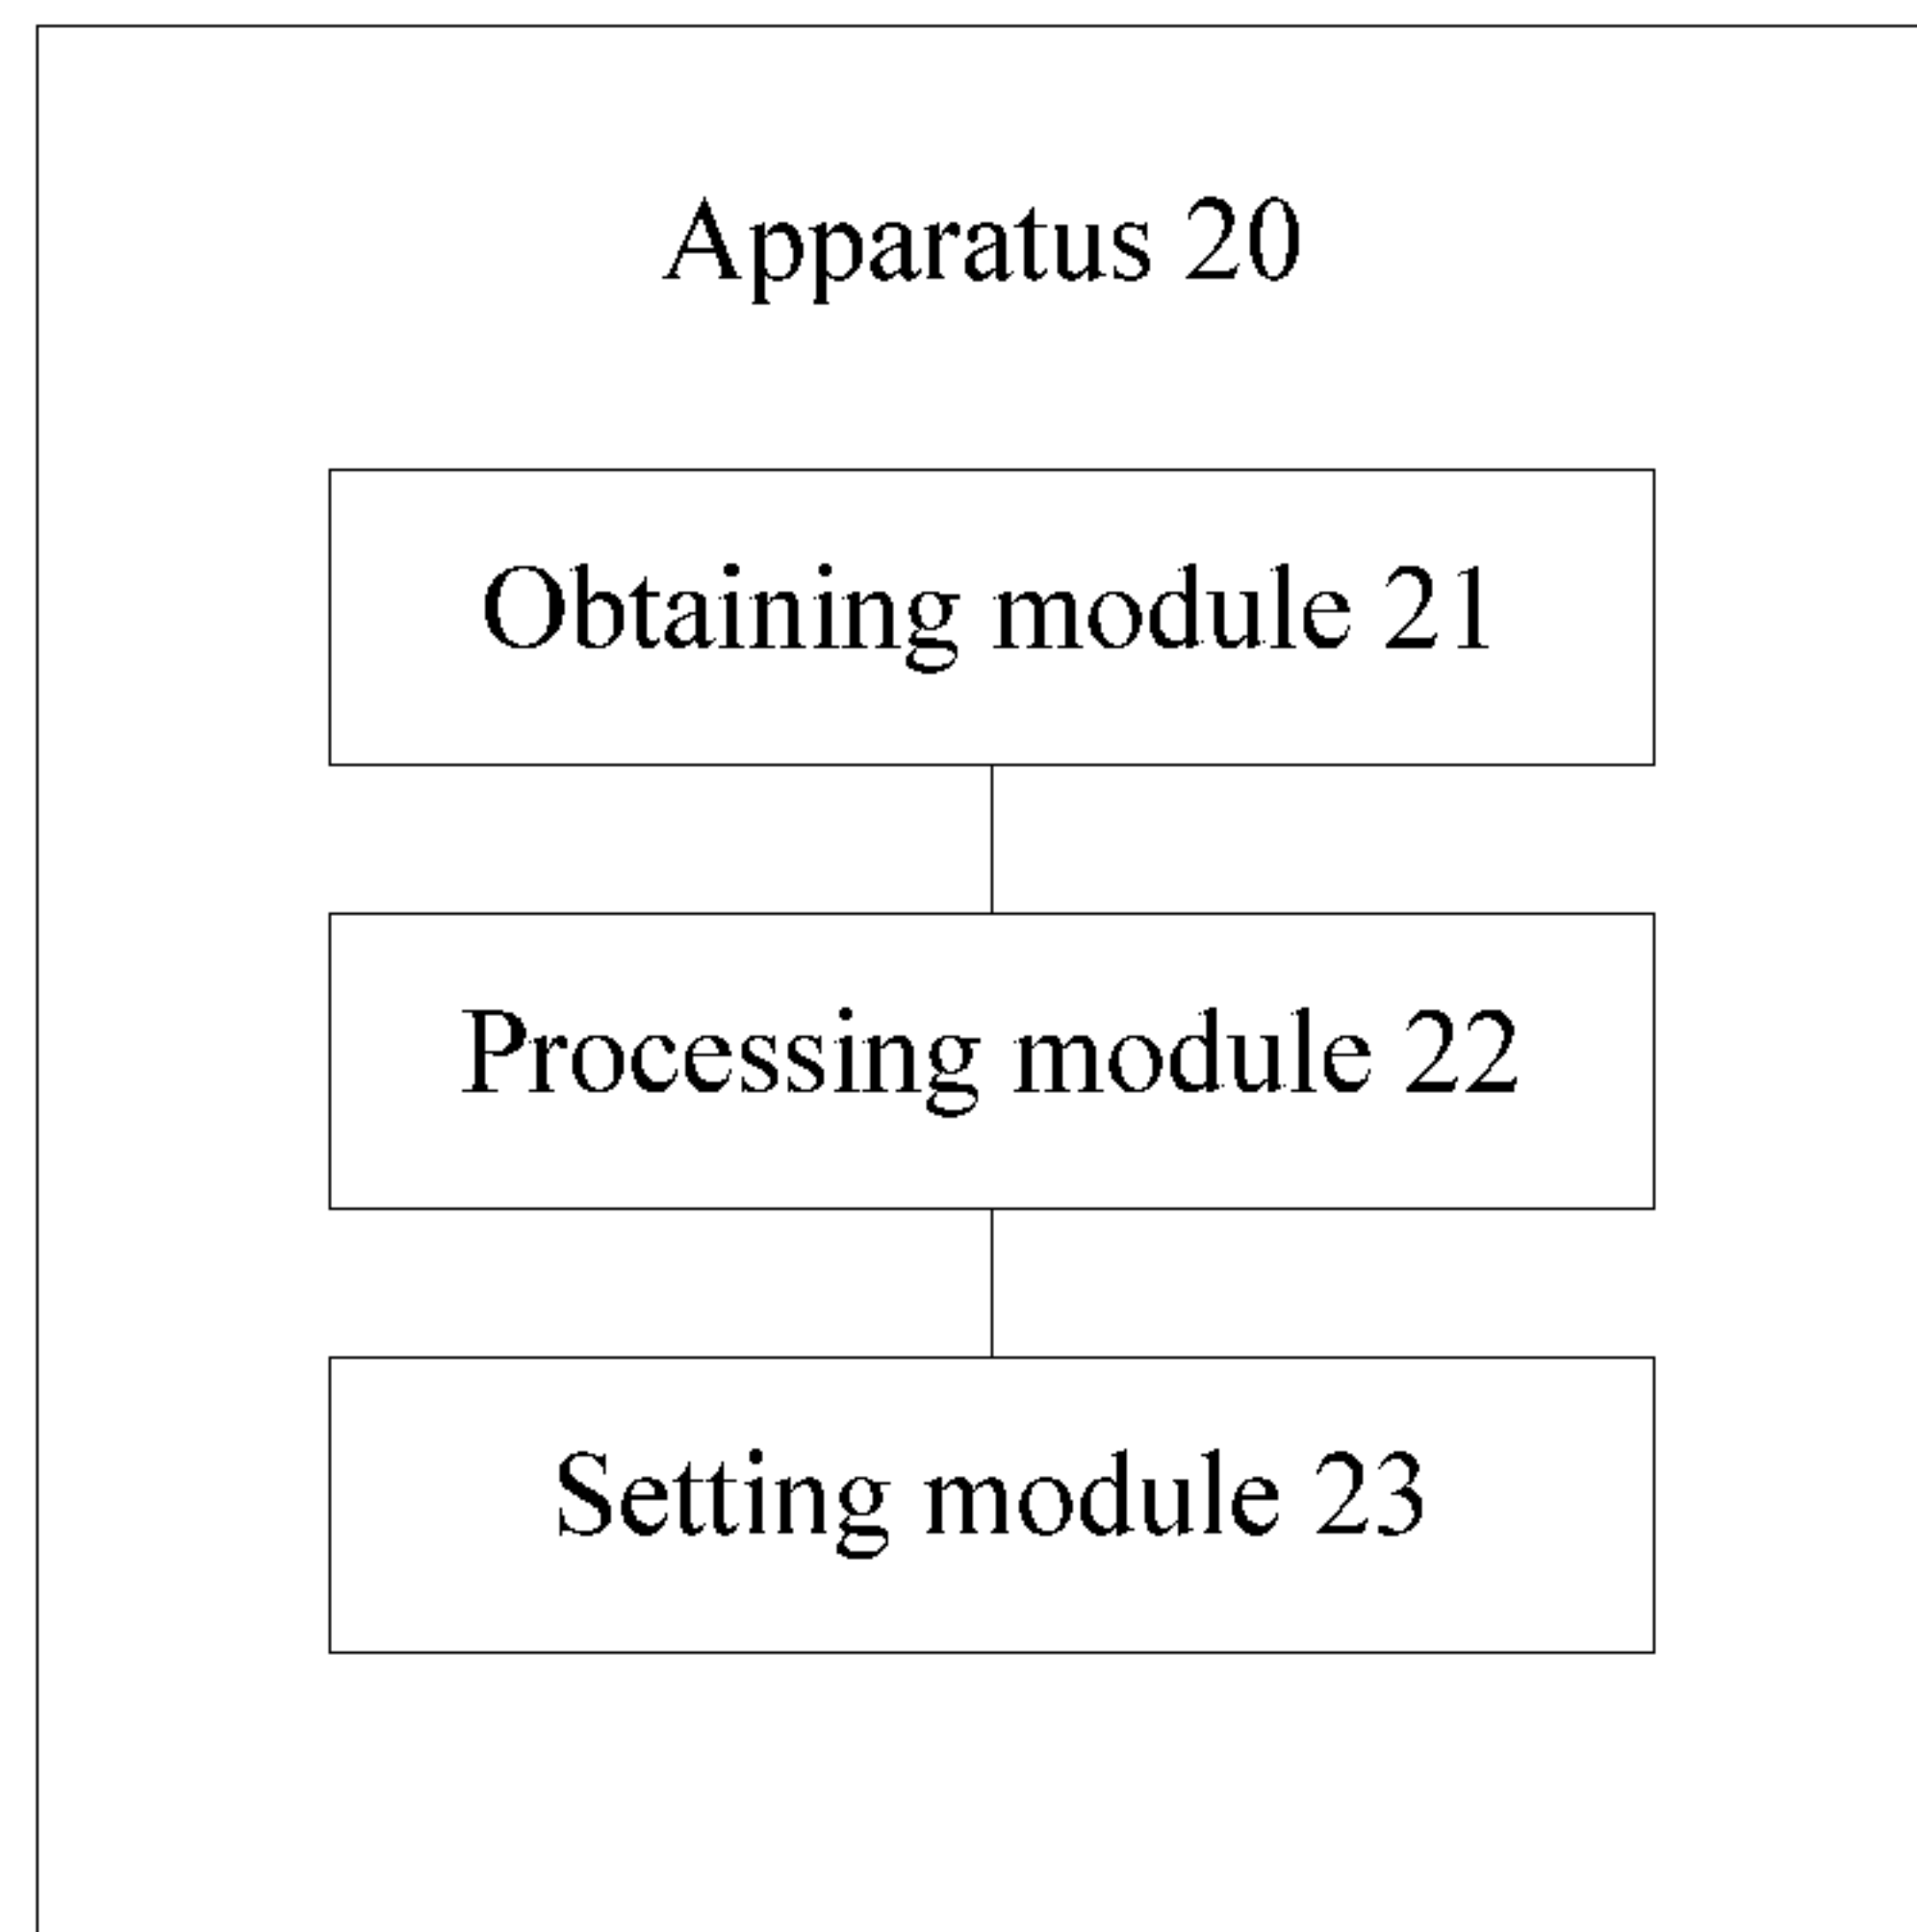 Apparatus 20
Obtaining module 21
Processing module 22
Setting module 23